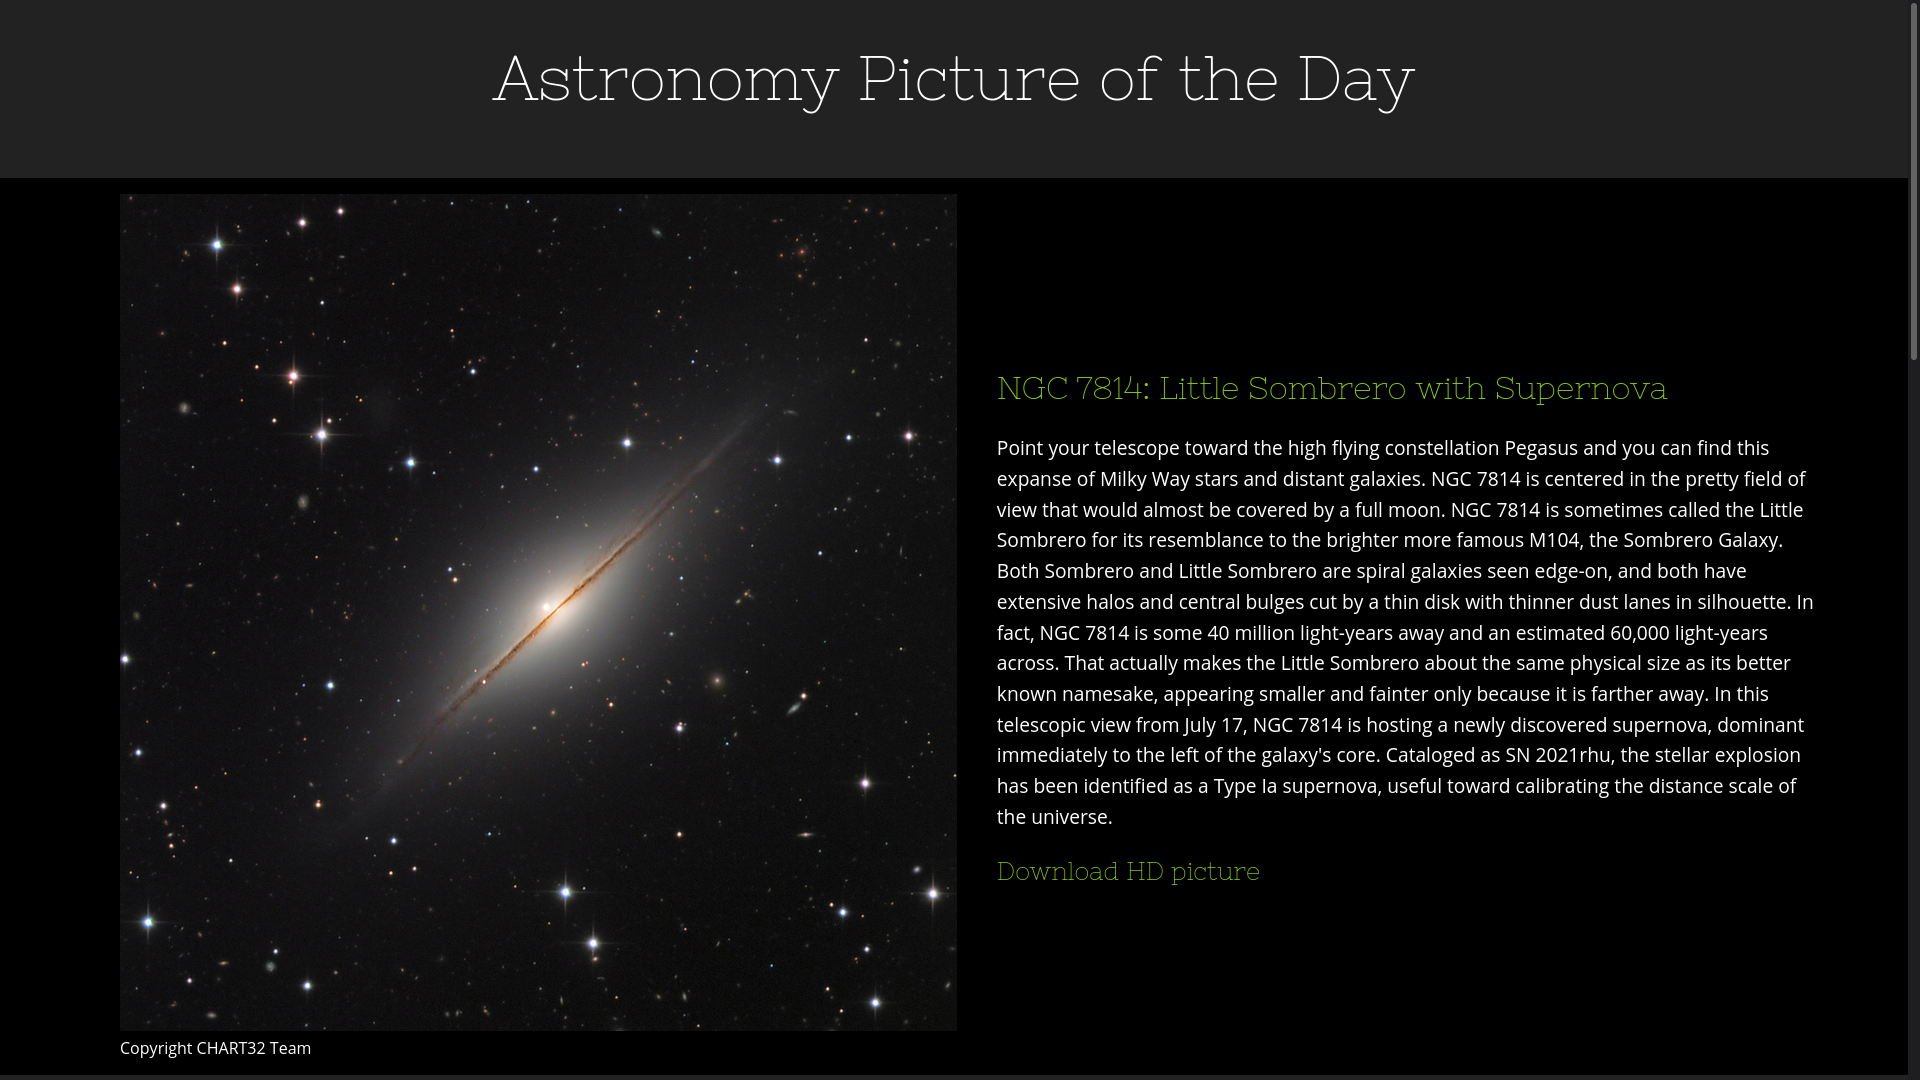 Astronomy Picture of the Day
NGC 7814: Little Sombrero with Supernova
Point your telescope toward the high flying constellation Pegasus and you can find this
expanse of Milky Way stars and distant galaxies. NGC 7814 is centered in the pretty field of
view that would almost be covered by a full moon. NGC 7814 is sometimes called the Little
Sombrero for its resemblance to the brighter more famous M104, the Sombrero Galaxy.
Both Sombrero and Little Sombrero are spiral galaxies seen edge-on, and both have
extensive halos and central bulges cut by a thin disk with thinner dust lanes in silhouette. In
fact, NGC 7814 is some 40 million light-years away and an estimated 60,000 light-years
across. That actually makes the Little Sombrero about the same physical size as its better
known namesake, appearing smaller and fainter only because it is farther away. In this
telescopic view from July 17, NGC 7814 is hosting a newly discovered supernova, dominant
immediately to the left of the galaxy's core. Cataloged as SN 2021rhu, the stellar explosion
has been identified as a Type Ia supernova, useful toward calibrating the distance scale of
the universe.
Download HD picture
Copyright CHART32 Team